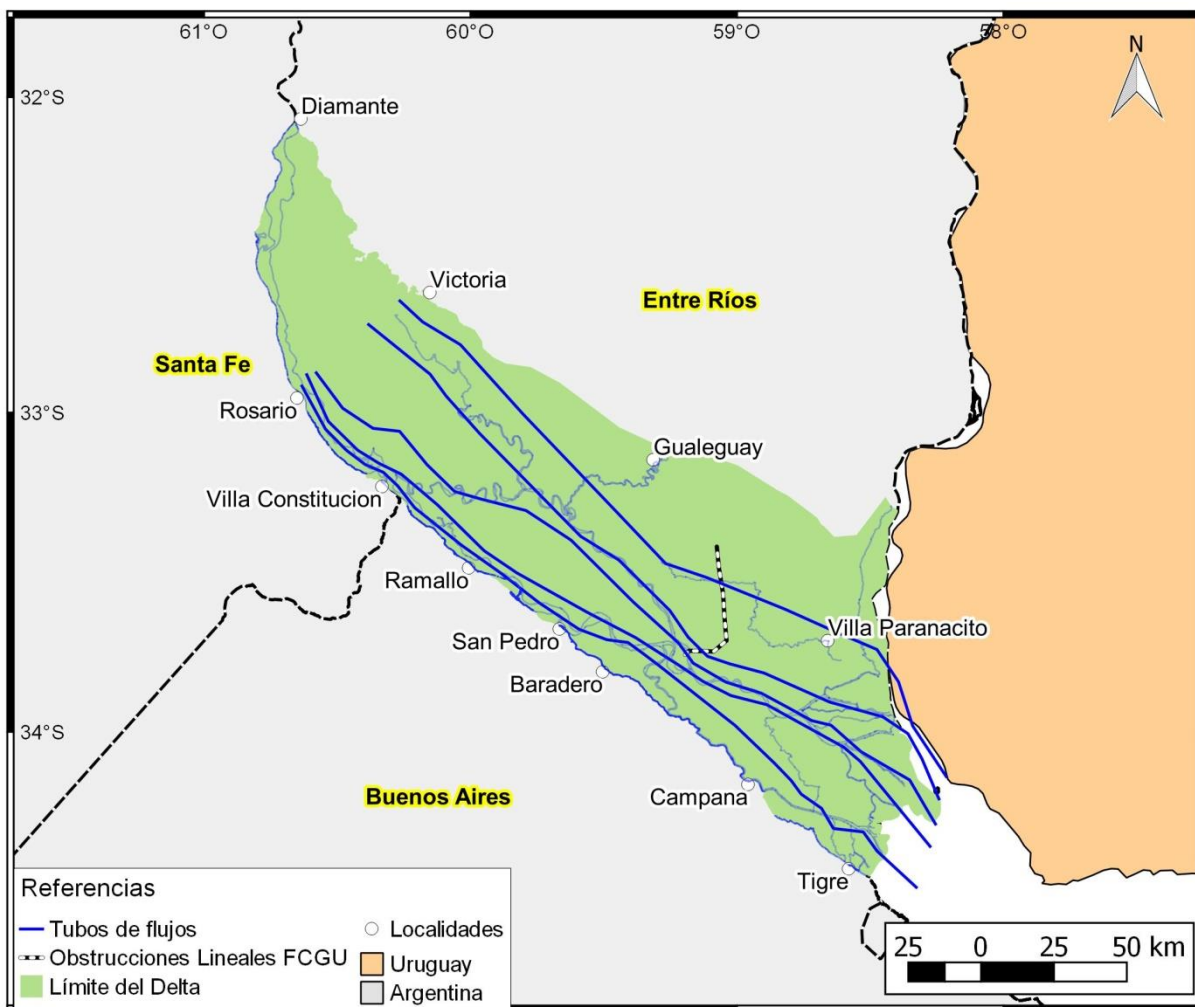 61°O
60°O
59°O
58°O
N
32°S
Diamante
Victoria
Entre Ríos
Santa Fe
33°S
Rosario
Gualeguay
Villa Constitucion
Ramallo
San Pedro
Villa Paranacito
Baradero
34°S
Campana
Buenos Aires
Tigre
Referencias
Tubos de flujos
Localidades
Obstrucciones Lineales FCGU
Uruguay
Límite del Delta
Argentina
25 0 25 50 km